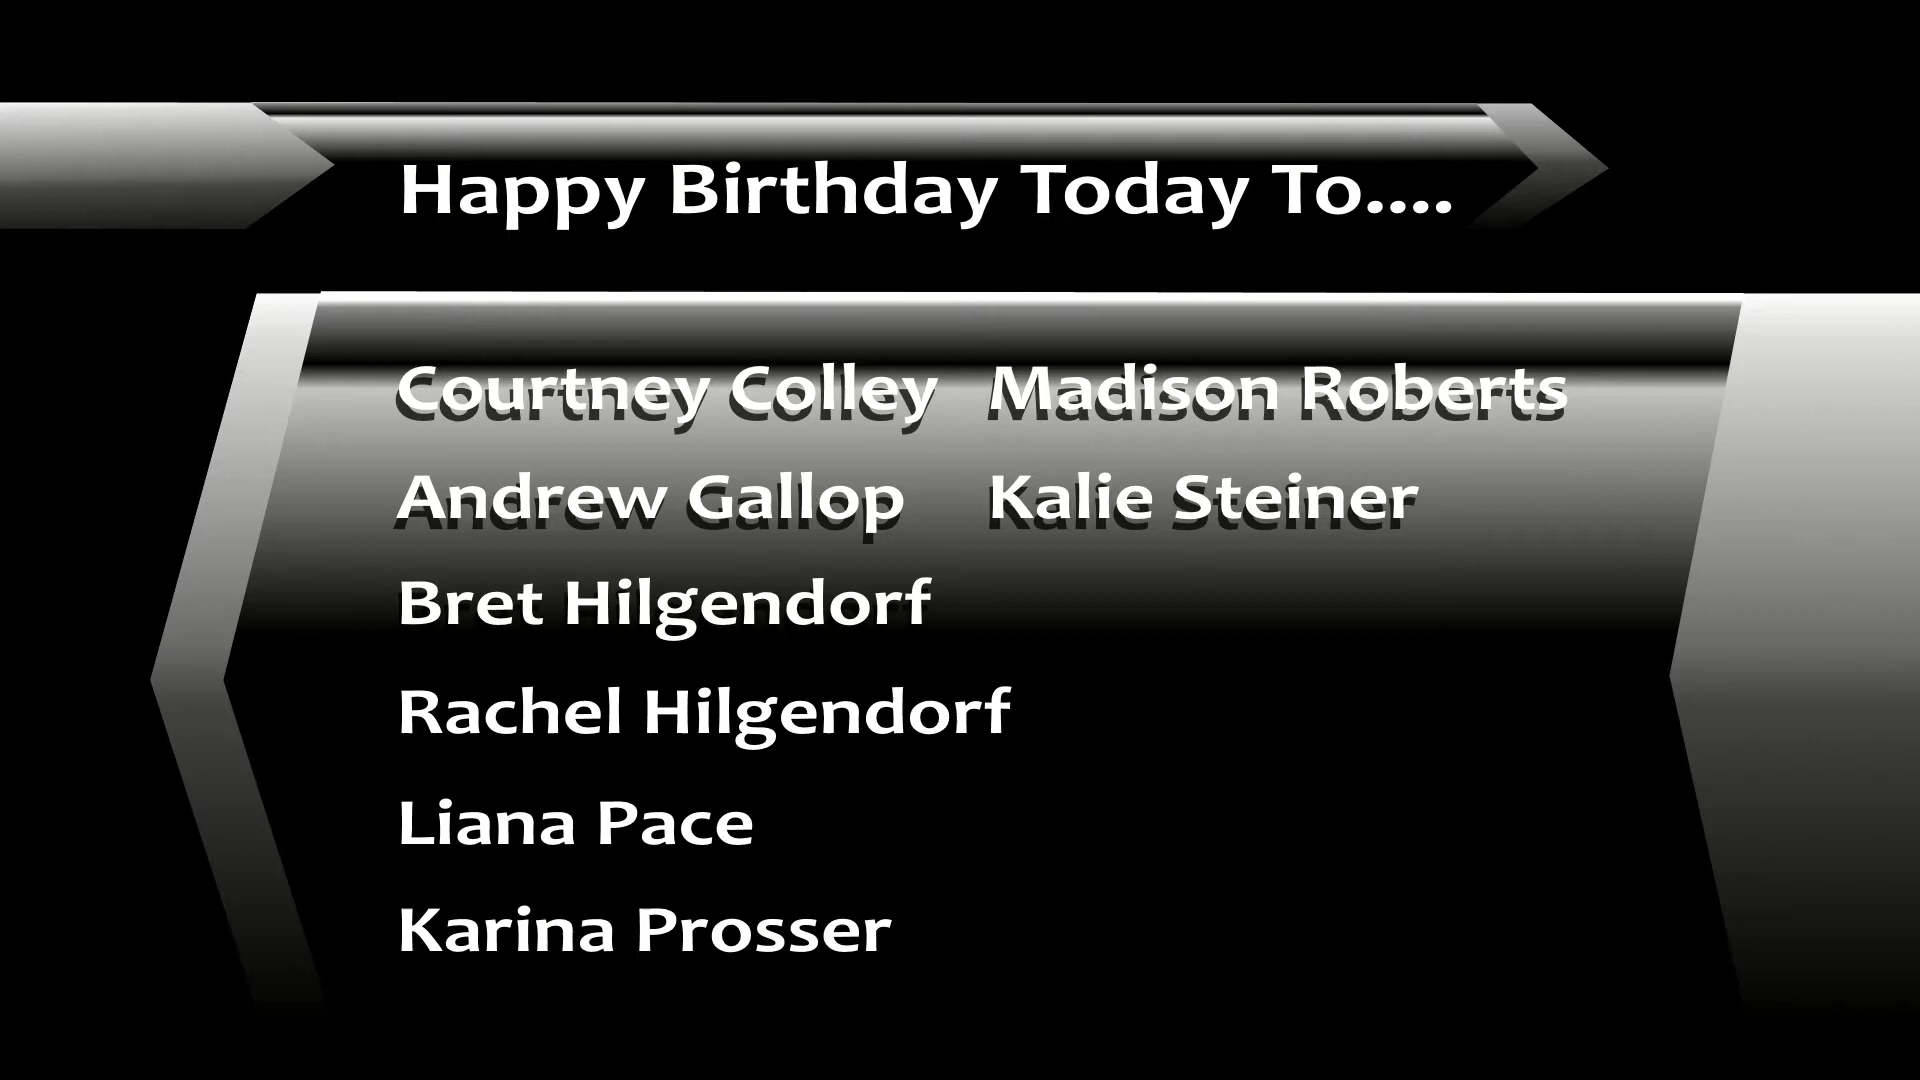 Happy Birthday Today To....
Courtney Colley
Andrew Gallop
Bret Hilgendorf
Rachel Hilgendorf
Liana Pace
Karina Prosser
Madison Roberts
Kalie Steiner